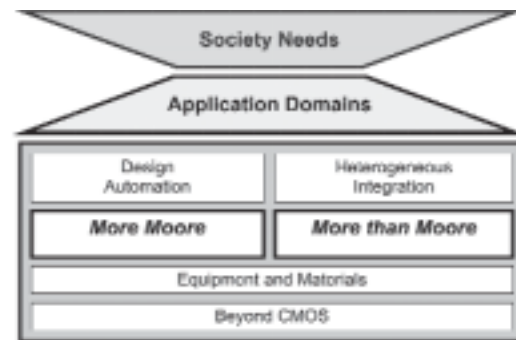 Society Needs
Application Domains
Design
Automation
Heterogeneous
Integration
More Moore
More than Moore
Equipment and Materials
Beyond CMOS